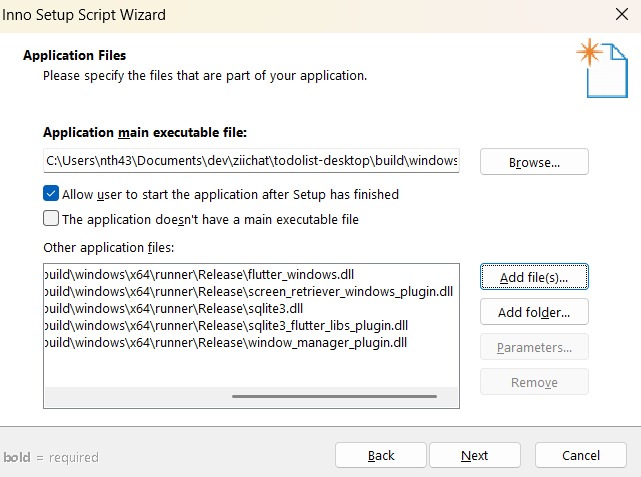 Inno Setup Script Wizard
Application Files
Please specify the files that are part of your application.
Application main executable file:
C:\Users\nth43\Documents\dev\ziichat\todolist-desktop\build\windows
Browse...
Allow user to start the application after Setup has finished
The application doesn't have a main executable file
Other application files:
build\windows\x64\runner\Release\flutter_windows.dll
build\windows\x64\runner\Release\screen_retriever_windows_plugin.dll
build\windows\x64\runner\Release\sqlite3.dll
build\windows\x64\runner\Release\sqlite3_flutter_libs_plugin.dll
build\windows\x64\runner\Release\window_manager_plugin.dll
Add file(s)...
Add folder...
Parameters...
Remove
bold = required
Back
Next
Cancel